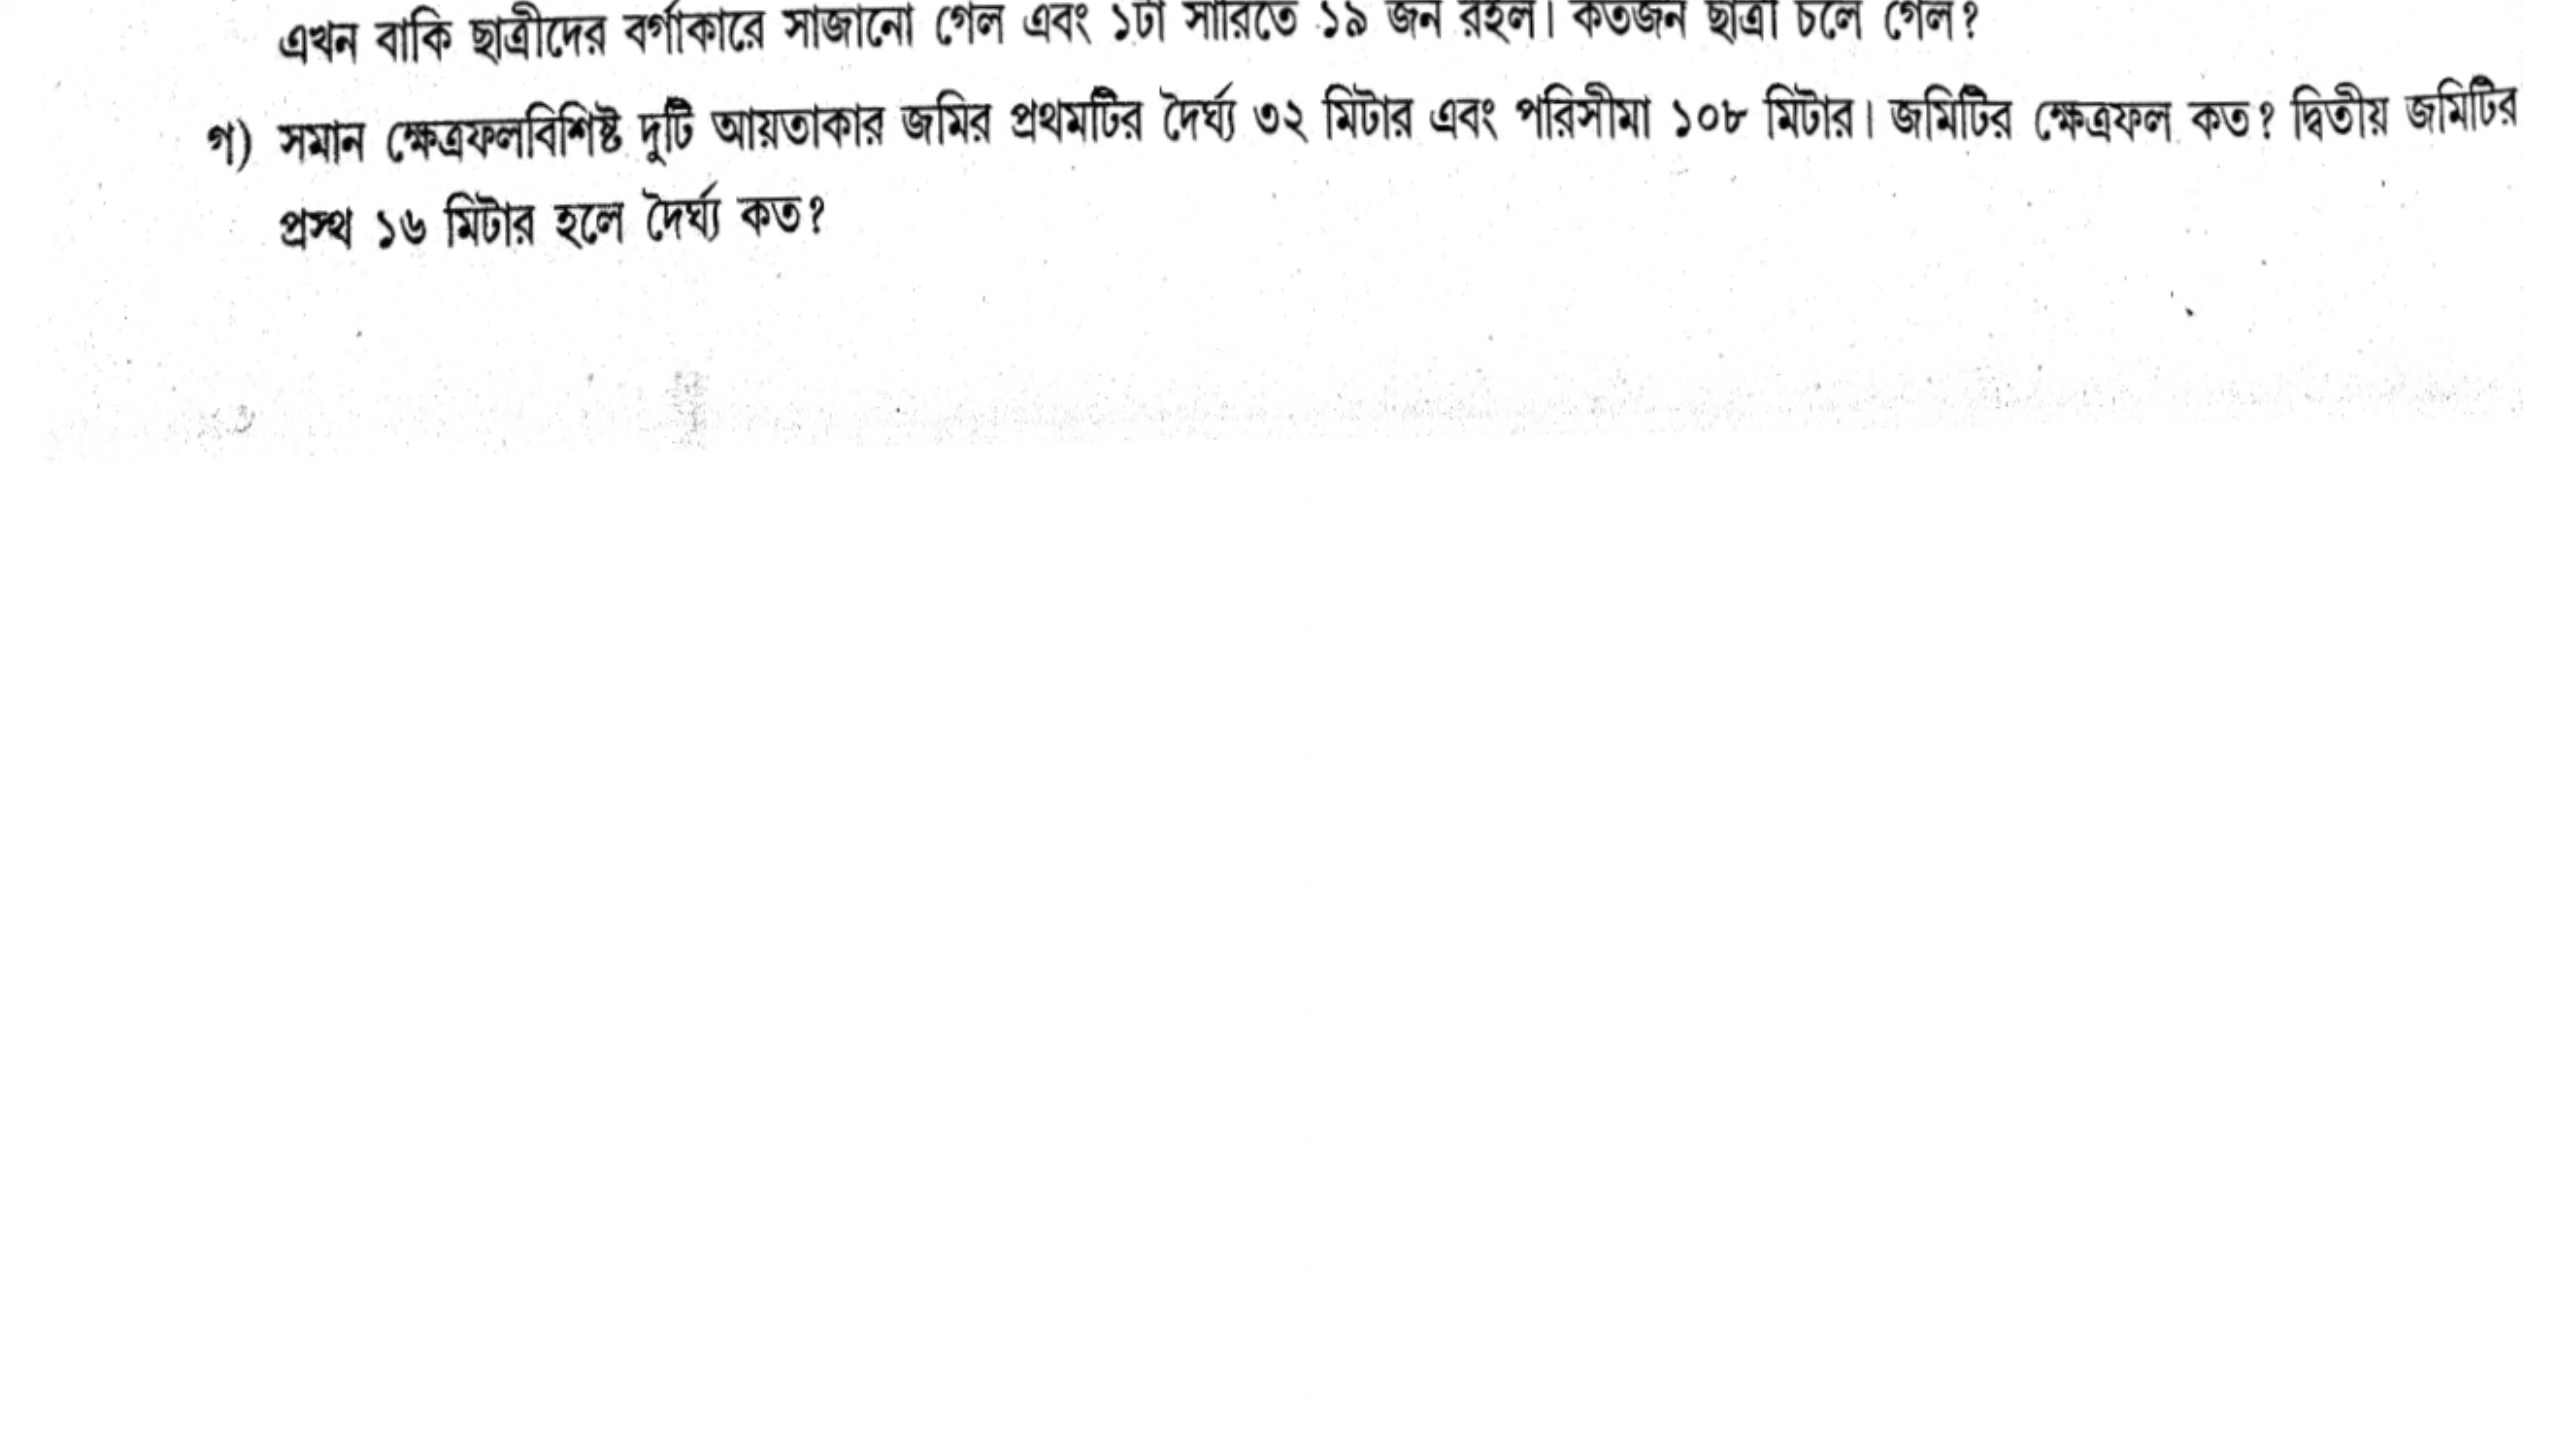 এখন বাকি ছাত্রীদের বর্গাকারে সাজানো গেল এবং ১টা সারিতে ১৯ জন রইল। কতজন ছাত্রী চলে গেল?
গ) সমান ক্ষেত্রফলবিশিষ্ট দুটি আয়তাকার জমির প্রথমটির দৈর্ঘ্য ৩২ মিটার এবং পরিসীমা ১০৮ মিটার। জমিটির ক্ষেত্রফল কত? দ্বিতীয় জমিটির
প্রস্থ ১৬ মিটার হলে দৈর্ঘ্য কত?